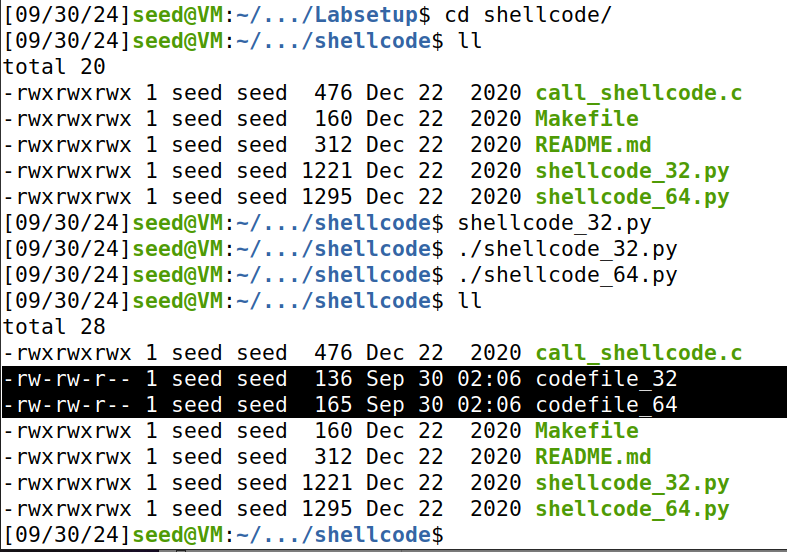 [09/30/24]seed@VM:~/.../Labsetup$ cd shellcode/
[09/30/24]seed@VM:~/.../shellcode$ ll
total 20
-rwxrwxrwx 1 seed seed  476 Dec 22  2020 call_shellcode.c
-rwxrwxrwx 1 seed seed  160 Dec 22  2020 Makefile
-rwxrwxrwx 1 seed seed  312 Dec 22  2020 README.md
-rwxrwxrwx 1 seed seed 1221 Dec 22  2020 shellcode_32.py
-rwxrwxrwx 1 seed seed 1295 Dec 22  2020 shellcode_64.py
[09/30/24]seed@VM:~/.../shellcode$ shellcode_32.py
[09/30/24]seed@VM:~/.../shellcode$ ./shellcode_32.py
[09/30/24]seed@VM:~/.../shellcode$ ./shellcode_64.py
[09/30/24]seed@VM:~/.../shellcode$ ll
total 28
-rwxrwxrwx 1 seed seed  476 Dec 22  2020 call_shellcode.c
-rw-rw-r-- 1 seed seed  136 Sep 30 02:06 codefile_32
-rw-rw-r-- 1 seed seed  165 Sep 30 02:06 codefile_64
-rwxrwxrwx 1 seed seed  160 Dec 22  2020 Makefile
-rwxrwxrwx 1 seed seed  312 Dec 22  2020 README.md
-rwxrwxrwx 1 seed seed 1221 Dec 22  2020 shellcode_32.py
-rwxrwxrwx 1 seed seed 1295 Dec 22  2020 shellcode_64.py
[09/30/24]seed@VM:~/.../shellcode$